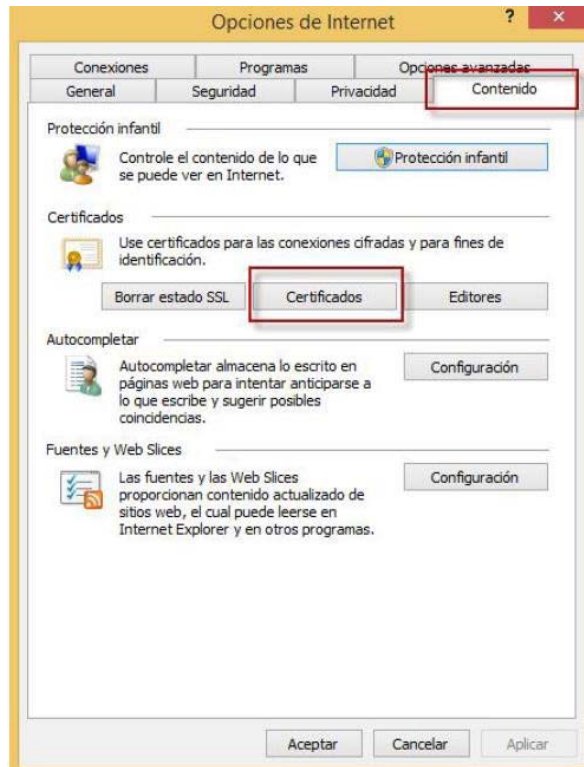 Opciones de Internet
?
×
Conexiones
Programas
Opciones avanzadas
General
Seguridad
Privacidad
Contenido
Protección infantil
Controle el contenido de lo que
se puede ver en Internet.
Protección infantil
Certificados
Use certificados para las conexiones cifradas y para fines de
identificación.
Borrar estado SSL
Certificados
Editores
Autocompletar
Autocompletar almacena lo escrito en
páginas web para intentar anticiparse a
lo que escribe y sugerir posibles
coincidencias.
Configuración
Fuentes y Web Slices
Las fuentes y las Web Slices
proporcionan contenido actualizado de
sitios web, el cual puede leerse en
Internet Explorer y en otros programas.
Configuración
Aceptar
Cancelar
Aplicar